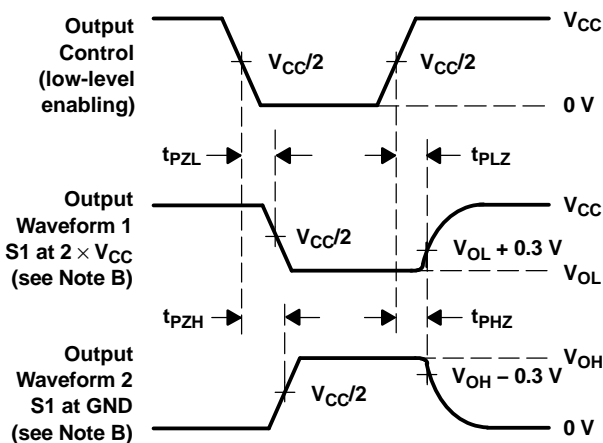 Output
Control
(low-level
enabling)
VCC
VCC/2
VCC/2
0 V
tPZL
tPLZ
Output
Waveform 1
S1 at 2 × VCC
(see Note B)
VCC
VCC/2
VOL + 0.3 V
VOL
tPZH
tPHZ
Output
Waveform 2
S1 at GND
(see Note B)
VOH
VCC/2
VOH − 0.3 V
0 V